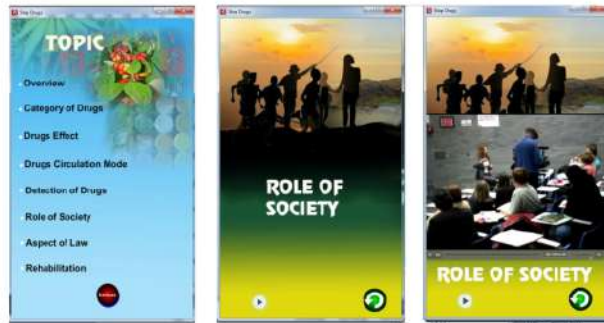 Stop Drugs
TOPIC
Overview
Category of Drugs
Drugs Effect
Drugs Circulation Mode
Detection of Drugs
Role of Society
Aspect of Law
Rehabilitation
Stop Drugs
ROLE OF
SOCIETY
Stop Drugs
ROLE OF SOCIETY